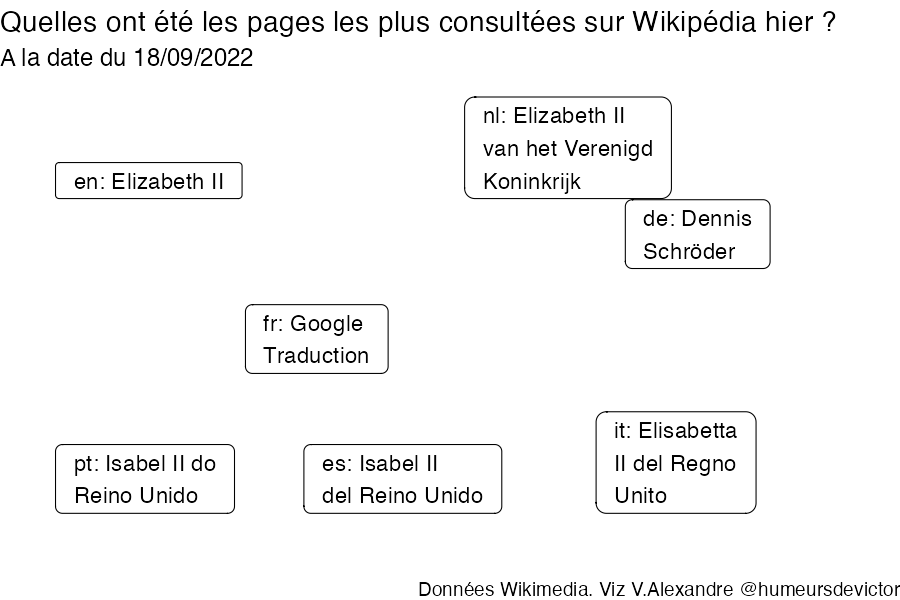 Quelles ont été les pages les plus consultées sur Wikipédia hier ?
A la date du 18/09/2022
nl: Elizabeth II
van het Verenigd
Koninkrijk
en: Elizabeth II
de: Dennis
Schröder
fr: Google
Traduction
it: Elisabetta
II del Regno
Unito
pt: Isabel II do
Reino Unido
es: Isabel II
del Reino Unido
Données Wikimedia. Viz V.Alexandre @humeursdevictor